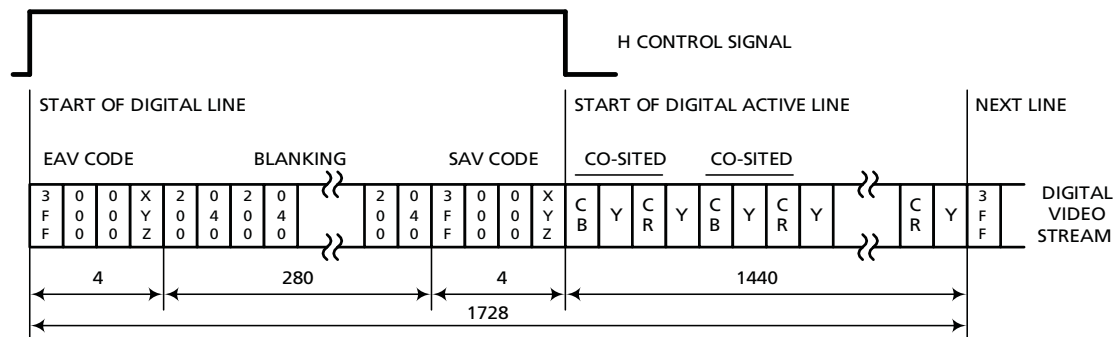 H CONTROL SIGNAL
START OF DIGITAL LINE START OF DIGITAL ACTIVE LINE NEXT LINE
EAV CODE BLANKING SAV CODE CO-SITED CO-SITED
3FF 000 000 XYZ 200 040 200 040 200 040 3FF 000 000 XYZ CB Y CR Y CB Y CR Y CR Y 3FF
DIGITAL
VIDEO
STREAM
4 280 4 1440
1728